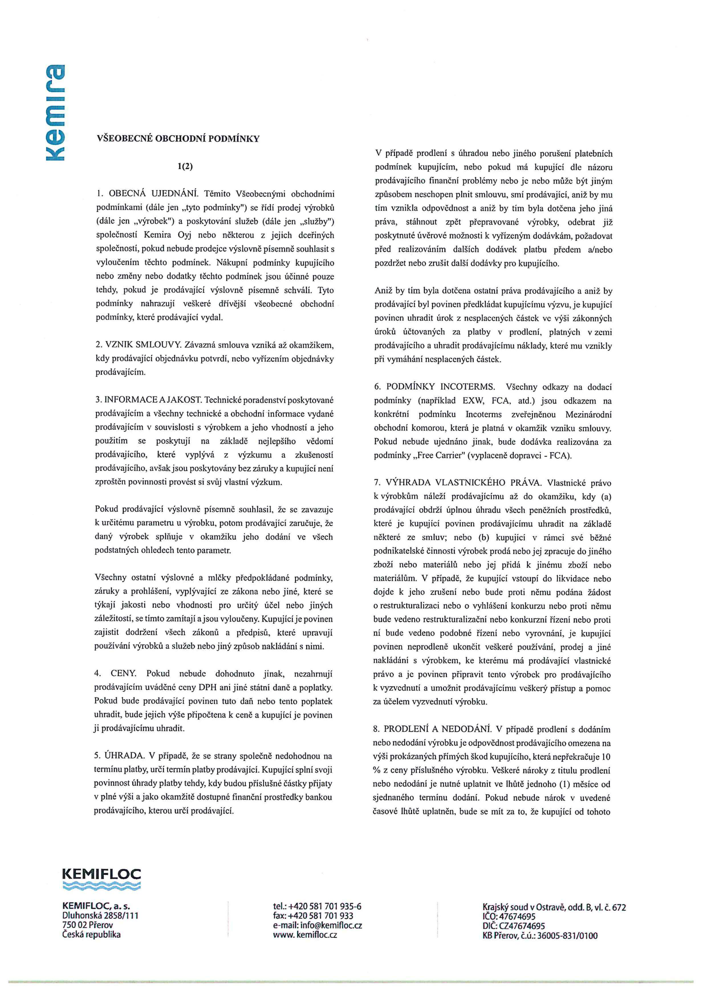 kemira
VŠEOBECNÉ OBCHODNÍ PODMÍNKY
1(2)
1. OBECNÁ UJEDNÁNÍ. Těmito Všeobecnými obchodními
podmínkami (dále jen „tyto podmínky") se řídí prodej výrobků
(dále jen „výrobek") a poskytování služeb (dále jen „služby")
společností Kemira Oyj nebo některou z jejich dceřiných
společností, pokud nebude prodejce výslovně písemně souhlasit s
vyloučením těchto podmínek. Nákupní podmínky kupujícího
nebo změny nebo dodatky těchto podmínek jsou účinné pouze
tehdy, pokud je prodávající výslovně písemně schválí. Tyto
podmínky nahrazují veškeré dřívější všeobecné obchodní
podmínky, které prodávající vydal.
2. VZNIK SMLOUVY. Závazná smlouva vzniká až okamžikem,
kdy prodávající objednávku potvrdí, nebo vyřízením objednávky
prodávajícím.
3. INFORMACE A JAKOST. Technické poradenství poskytované
prodávajícím a všechny technické a obchodní informace vydané
prodávajícím v souvislosti s výrobkem a jeho vhodností a jeho
použitím se poskytují na základě nejlepšího vědomí
prodávajícího, které vyplývá z výzkumu a zkušeností
prodávajícího, avšak jsou poskytovány bez záruky a kupující není
zproštěn povinnosti provést si svůj vlastní výzkum.
Pokud prodávající výslovně písemně souhlasil, že se zavazuje
k určitému parametru u výrobku, potom prodávající zaručuje, že
daný výrobek splňuje v okamžiku jeho dodání ve všech
podstatných ohledech tento parametr.
Všechny ostatní výslovné a mlčky předpokládané podmínky,
záruky a prohlášení, vyplývající ze zákona nebo jiné, které se
týkají jakosti nebo vhodnosti pro určitý účel nebo jiných
záležitostí, se tímto zamítají a jsou vyloučeny. Kupující je povinen
zajistit dodržení všech zákonů a předpisů, které upravují
používání výrobků a služeb nebo jiný způsob nakládání s nimi.
4. CENY. Pokud nebude dohodnuto jinak, nezahrnují
prodávajícím uváděné ceny DPH ani jiné státní daně a poplatky.
Pokud bude prodávající povinen tuto daň nebo tento poplatek
uhradit, bude jejich výše připočtena k ceně a kupující je povinen
ji prodávajícímu uhradit.
5. ÚHRADA. V případě, že se strany společně nedohodnou na
termínu platby, určí termín platby prodávající. Kupující splní svoji
povinnost úhrady platby tehdy, kdy budou příslušné částky přijaty
v plné výši a jako okamžitě dostupné finanční prostředky bankou
prodávajícího, kterou určí prodávající.
V případě prodlení s úhradou nebo jiného porušení platebních
podmínek kupujícím, nebo pokud má kupující dle názoru
prodávajícího finanční problémy nebo je nebo může být jiným
způsobem neschopen plnit smlouvu, smí prodávající, aniž by mu
tím vznikla odpovědnost a aniž by tím byla dotčena jeho jiná
práva, stáhnout zpět přepravované výrobky, odebrat již
poskytnuté úvěrové možnosti k vyřízeným dodávkám, požadovat
před realizováním dalších dodávek platbu předem a/nebo
pozdržet nebo zrušit další dodávky pro kupujícího.
Aniž by tím byla dotčena ostatní práva prodávajícího a aniž by
prodávající byl povinen předkládat kupujícímu výzvu, je kupující
povinen uhradit úrok z nesplacených částek ve výši zákonných
úroků účtovaných za platby v prodlení, platných v zemi
prodávajícího a uhradit prodávajícímu náklady, které mu vznikly
při vymáhání nesplacených částek.
6. PODMÍNKY INCOTERMS. Všechny odkazy na dodací
podmínky (například EXW, FCA, atd.) jsou odkazem na
konkrétní podmínku Incoterms zveřejněnou Mezinárodní
obchodní komorou, která je platná v okamžik vzniku smlouvy.
Pokud nebude ujednáno jinak, bude dodávka realizována za
podmínky „Free Carrier" (vyplaceně dopravci - FCA).
7. VÝHRADA VLASTNICKÉHO PRÁVA. Vlastnické právo
k výrobkům náleží prodávajícímu až do okamžiku, kdy (a)
prodávající obdrží úplnou úhradu všech peněžních prostředků,
které je kupující povinen prodávajícímu uhradit na základě
některé ze smluv; nebo (b) kupující v rámci své běžné
podnikatelské činnosti výrobek prodá nebo jej zpracuje do jiného
zboží nebo materiálů nebo jej přidá k jinému zboží nebo
materiálům. V případě, že kupující vstoupí do likvidace nebo
dojde k jeho zrušení nebo bude proti němu podána žádost
o restrukturalizaci nebo o vyhlášení konkurzu nebo proti němu
bude vedeno restrukturalizační nebo konkurzní řízení nebo proti
ní bude vedeno podobné řízení nebo vyrovnání, je kupující
povinen neprodleně ukončit veškeré používání, prodej a jiné
nakládání s výrobkem, ke kterému má prodávající vlastnické
právo a je povinen připravit tento výrobek pro prodávajícího
k vyzvednutí a umožnit prodávajícímu veškerý přístup a pomoc
za účelem vyzvednutí výrobku.
8. PRODLENÍ A NEDODÁNÍ. V případě prodlení s dodáním
nebo nedodání výrobku je odpovědnost prodávajícího omezena na
výši prokázaných přímých škod kupujícího, která nepřekračuje 10
% z ceny příslušného výrobku. Veškeré nároky z titulu prodlení
nebo nedodání je nutné uplatnit ve lhůtě jednoho (1) měsíce od
sjednaného termínu dodání. Pokud nebude nárok v uvedené
časové lhůtě uplatněn, bude se mít za to, že kupující od tohoto
KEMIFLOC
KEMIFLOC, a. s.
Dluhonská 2858/111
750 02 Přerov
Česká republika
tel.: +420 581 701 935-6
fax: +420 581 701 933
e-mail: info@kemifloc.cz
www. kemifloc.cz
Krajský soud v Ostravě, odd. B, vl. č. 672
IČO: 47674695
DIČ: CZ47674695
KB Přerov, č.ú.: 36005-831/0100